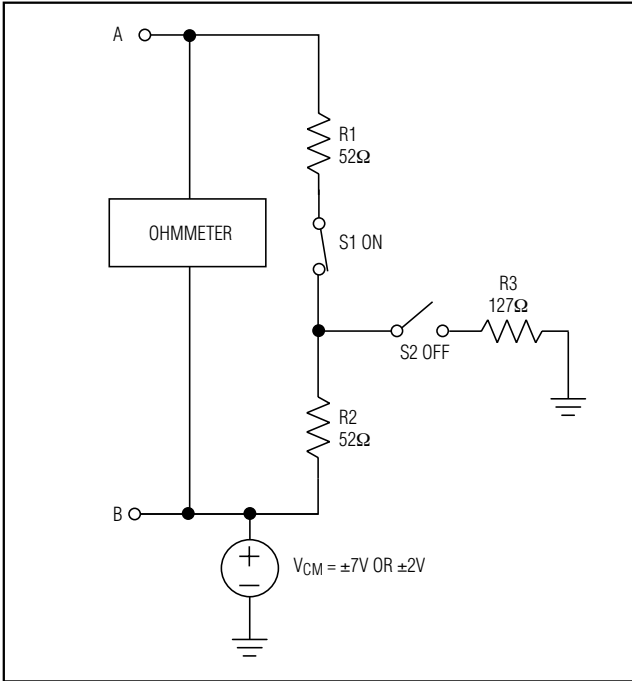 A
R1
52Ω
OHMMETER
S1 ON
R3
127Ω
S2 OFF
R2
52Ω
B
+
−
VCM = ±7V OR ±2V